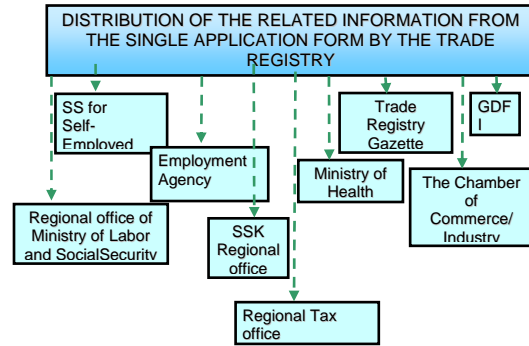 DISTRIBUTION OF THE RELATED INFORMATION FROM
THE SINGLE APPLICATION FORM BY THE TRADE
REGISTRY
SS for
Self-
Employed
Employment
Agency
Trade
Registry
Gazette
GDF
I
Ministry of
Health
The Chamber
of
Commerce/
Industry
Regional office of
Ministry of Labor
and SocialSecurity
SSK
Regional
office
Regional Tax
office